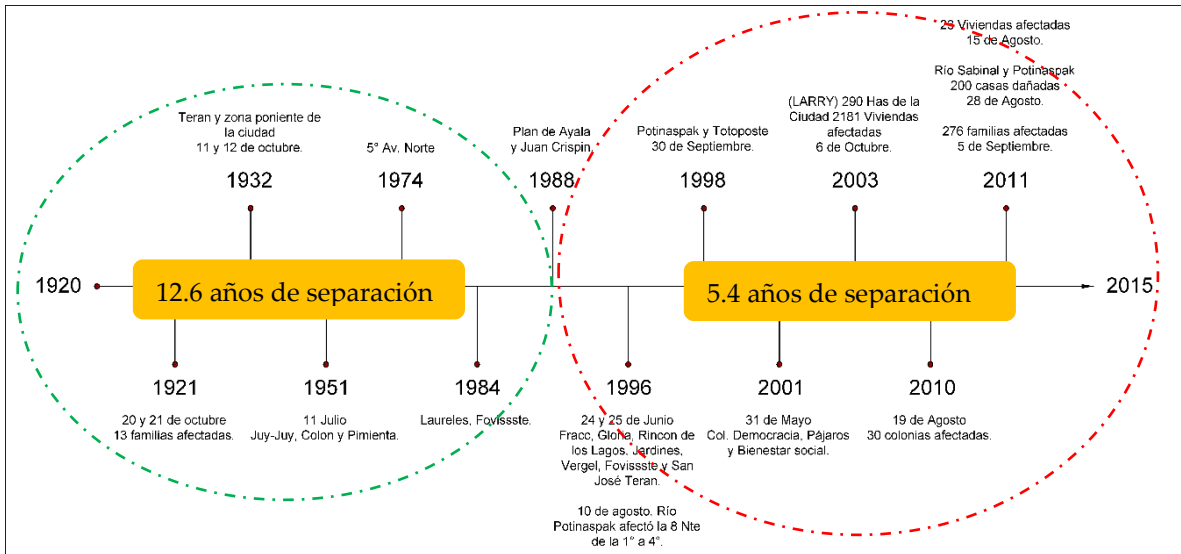 Teran y zona poniente de
la ciudad
11 y 12 de octubre.
1932
5° Av. Norte
1974
Plan de Ayala
y Juan Crispin.
1988
Potinaspak y Totoposte
30 de Septiembre.
1998
(LARRY) 290 Has de la
Ciudad 2181 Viviendas
afectadas
6 de Octubre.
2003
23 Viviendas afectadas
15 de Agosto.
Río Sabinal y Potinaspak
200 casas dañadas
28 de Agosto.
276 familias afectadas
5 de Septiembre.
2011
1920
12.6 años de separación
5.4 años de separación
2015
1921
20 y 21 de octubre
13 familias afectadas.
1951
11 Julio
Juy-Juy, Colon y Pimienta.
1984
Laureles, Fovissste.
1996
24 y 25 de Junio
Fracc, Gloria, Rincon de
los Lagos, Jardines,
Vergel, Fovissste y San
José Teran.
10 de agosto. Río
Potinaspak afectó la 8 Nte
de la 1° a 4°.
2001
31 de Mayo
Col. Democracia, Pájaros
y Bienestar social.
2010
19 de Agosto
30 colonias afectadas.